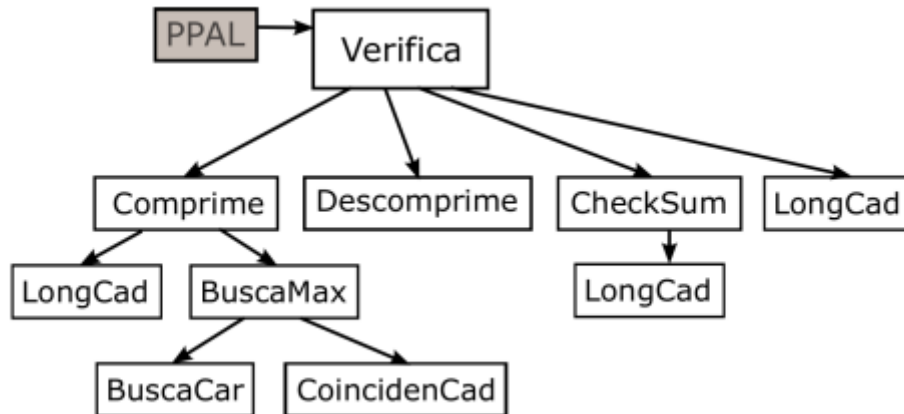 PPAL
Verifica
Comprime
Descomprime
CheckSum
LongCad
LongCad
BuscaMax
LongCad
BuscaCar
CoincidenCad